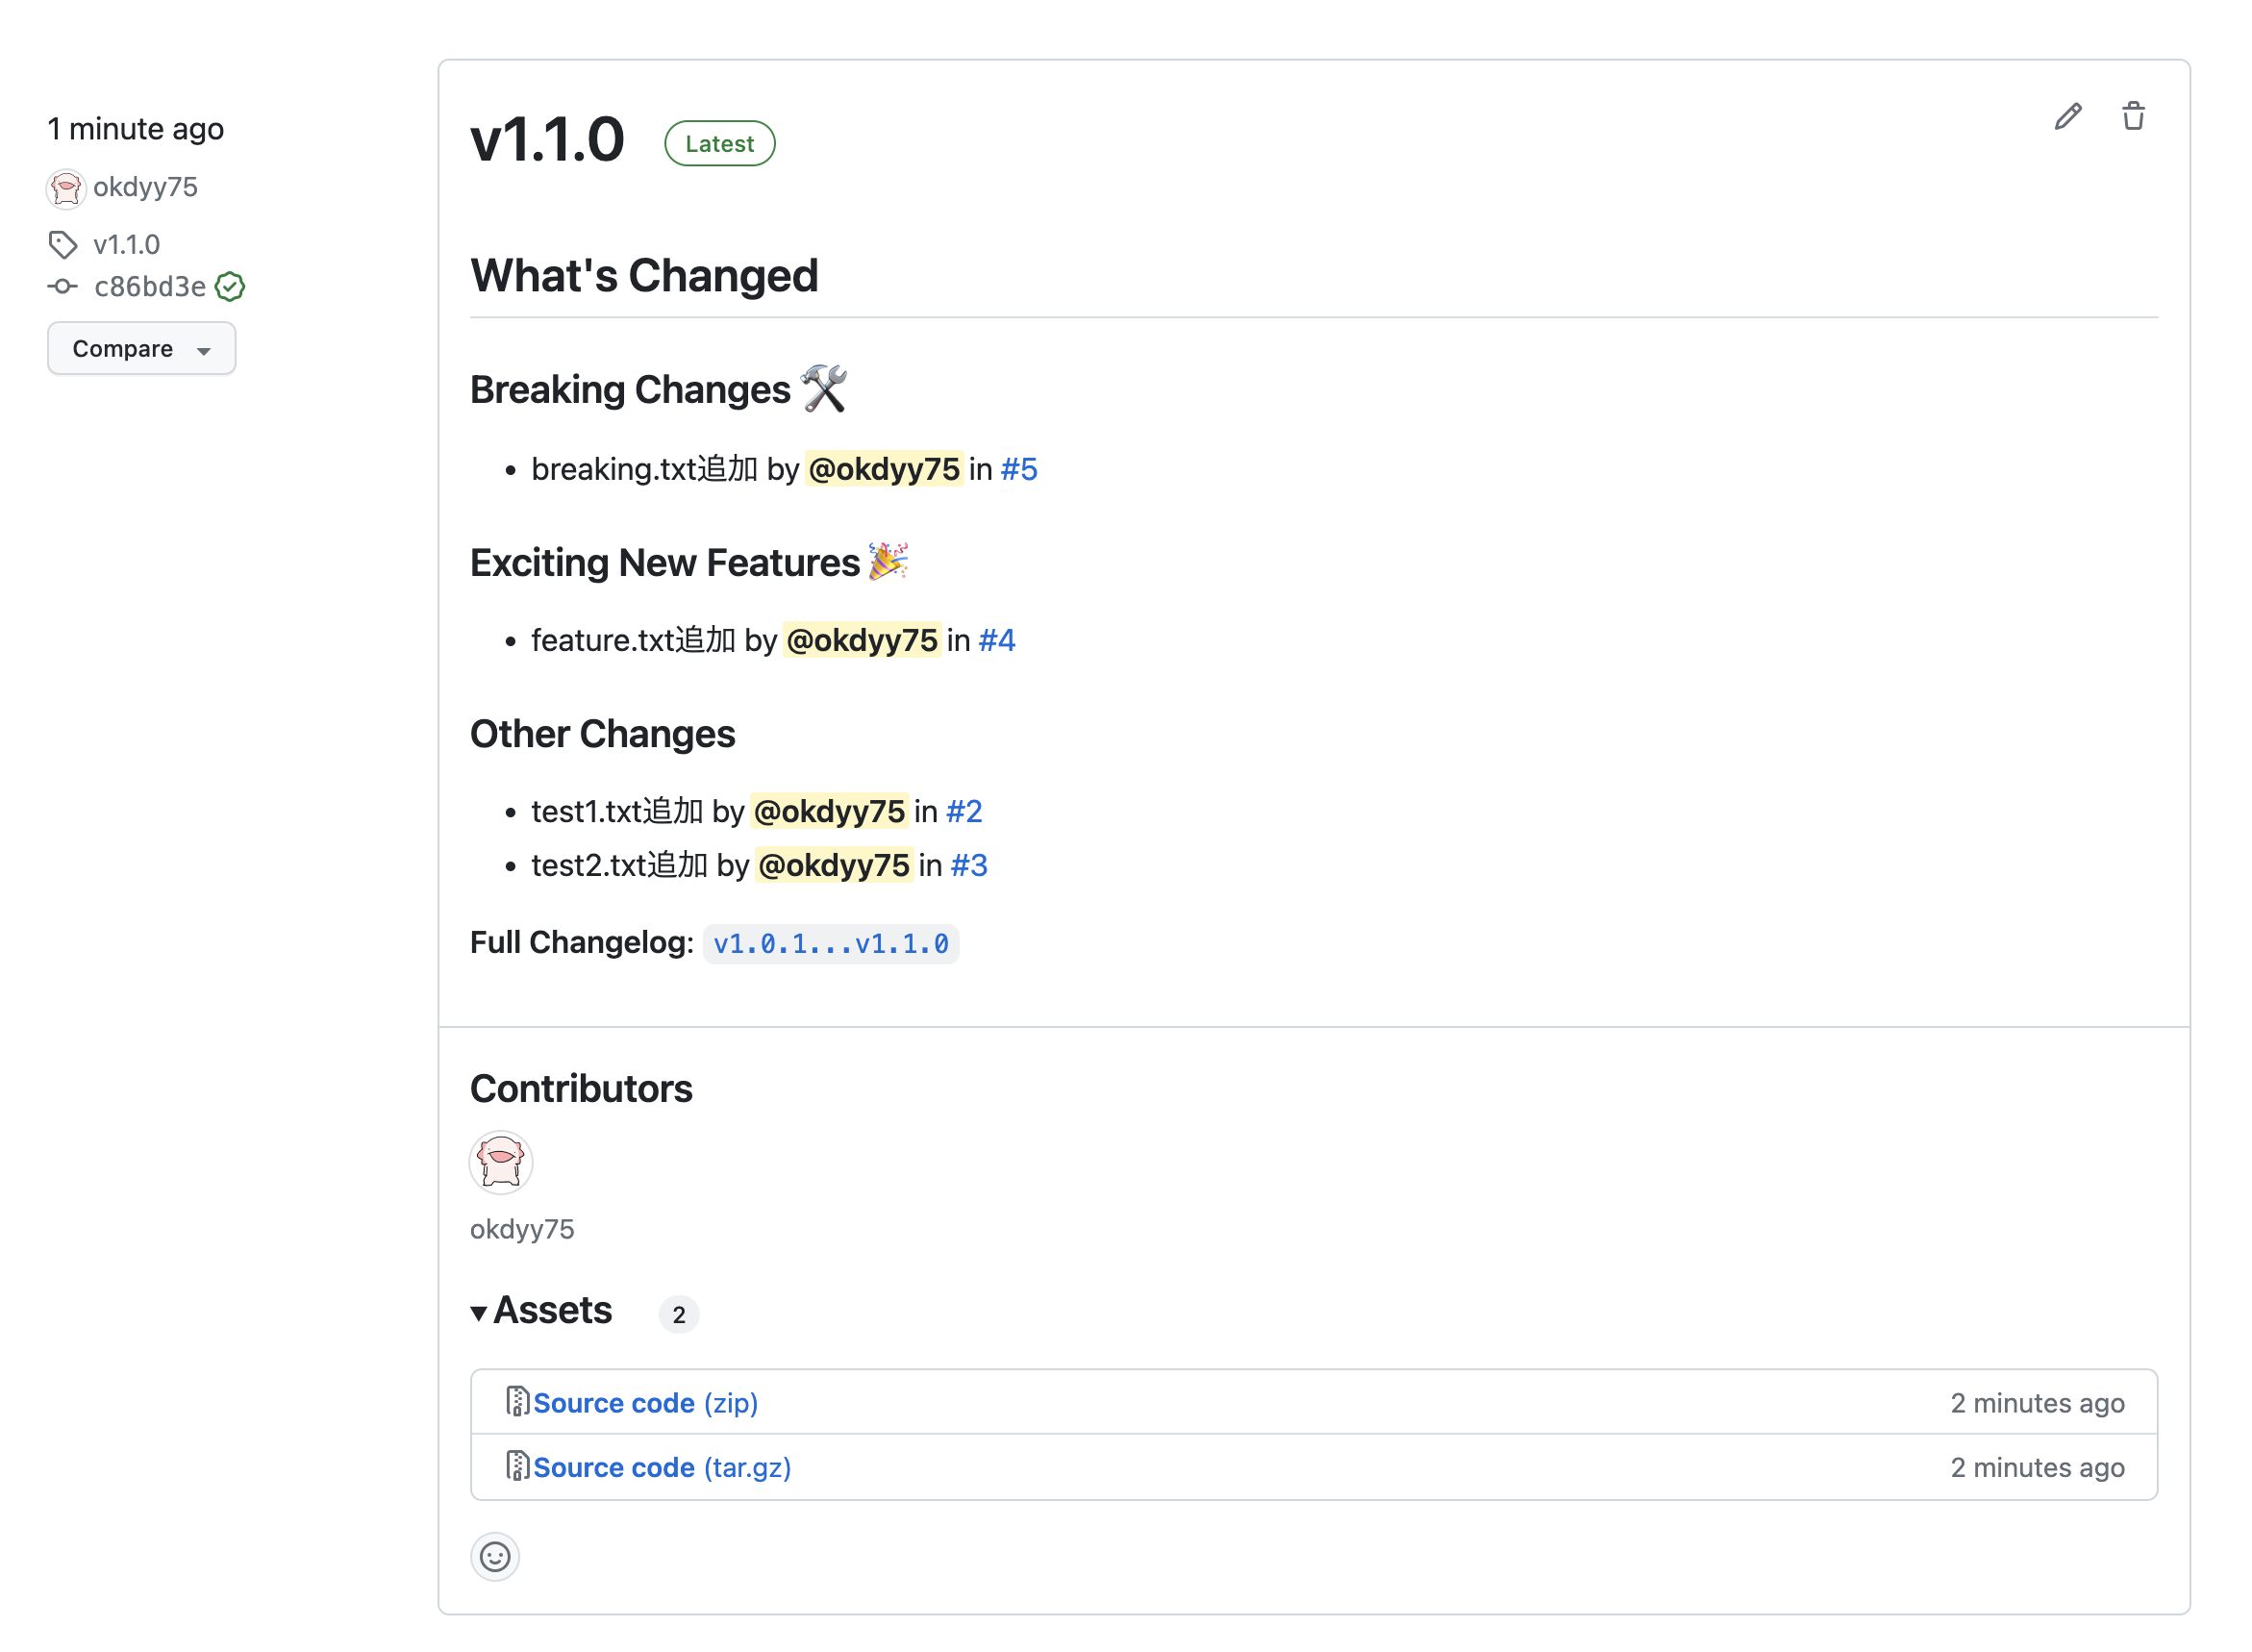 1 minute ago
okdyy75
v1.1.0
c86bd3e
Compare
v1.1.0 Latest
What's Changed
Breaking Changes 🛠
breaking.txt追加 by @okdyy75 in #5
Exciting New Features 🎉
feature.txt追加 by @okdyy75 in #4
Other Changes
test1.txt追加 by @okdyy75 in #2
test2.txt追加 by @okdyy75 in #3
Full Changelog: v1.0.1...v1.1.0
Contributors
okdyy75
Assets 2
Source code (zip) 2 minutes ago
Source code (tar.gz) 2 minutes ago